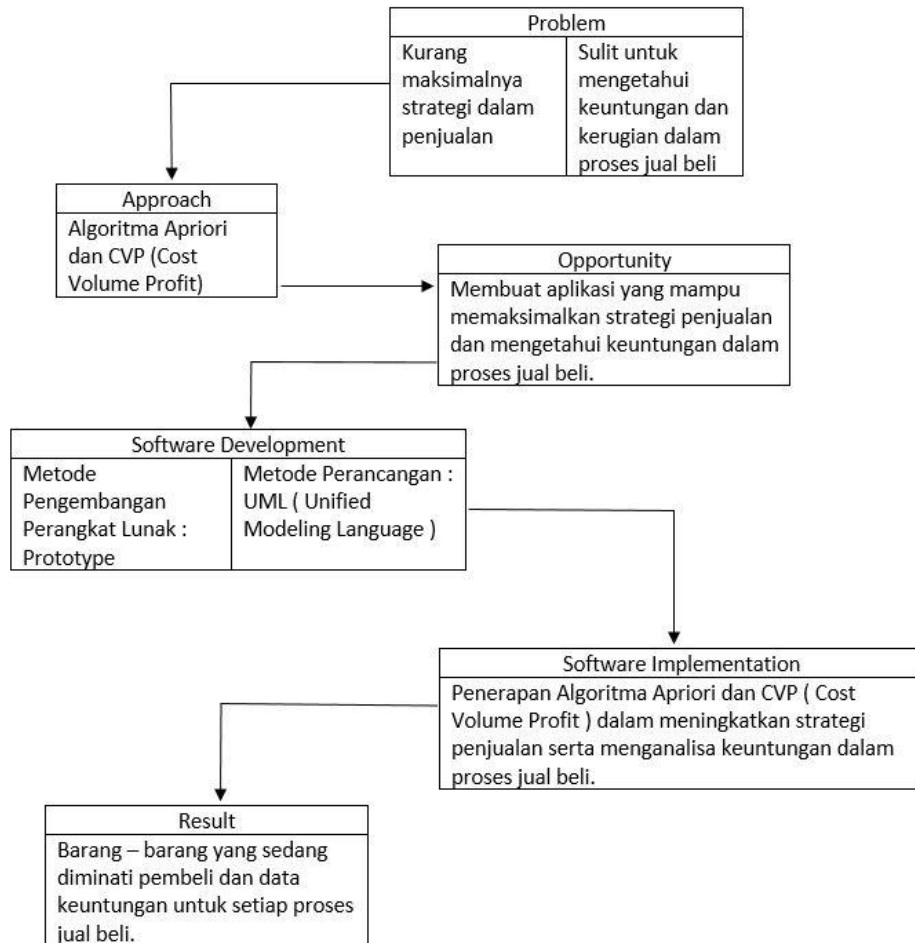 Problem
Kurang
maksimalnya
strategi dalam
penjualan
Sulit untuk
mengetahui
keuntungan dan
kerugian dalam
proses jual beli
Approach
Algoritma Apriori
dan CVP (Cost
Volume Profit)
Opportunity
Membuat aplikasi yang mampu
memaksimalkan strategi penjualan
dan mengetahui keuntungan dalam
proses jual beli.
Software Development
Metode
Pengembangan
Perangkat Lunak :
Prototype
Metode Perancangan :
UML ( Unified
Modeling Language )
Software Implementation
Penerapan Algoritma Apriori dan CVP ( Cost
Volume Profit ) dalam meningkatkan strategi
penjualan serta menganalisa keuntungan dalam
proses jual beli.
Result
Barang – barang yang sedang
diminati pembeli dan data
keuntungan untuk setiap proses
jual beli.